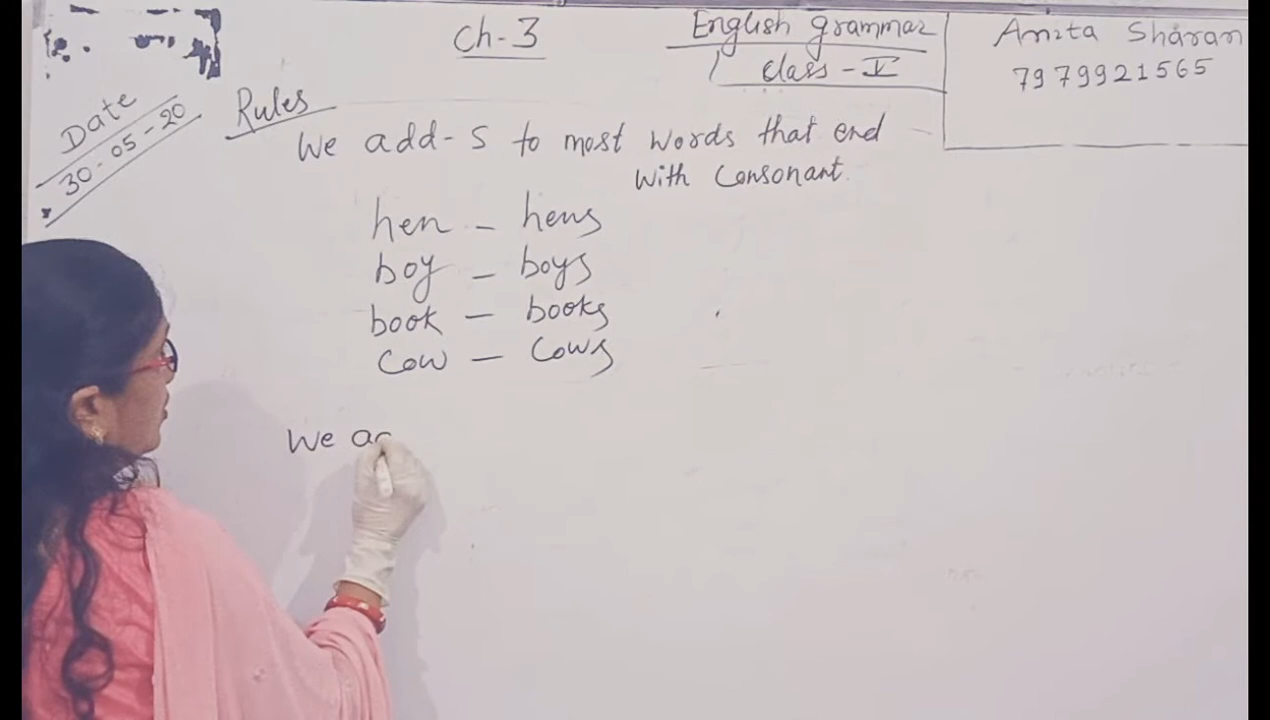 Ch-3
English grammar
Class - V
Anita Sharan
7979921565
Date
30-05-20
Rules
We add-s to most words that end
with consonant.
hen - hens
boy - boys
book - books
cow - cows
We ad